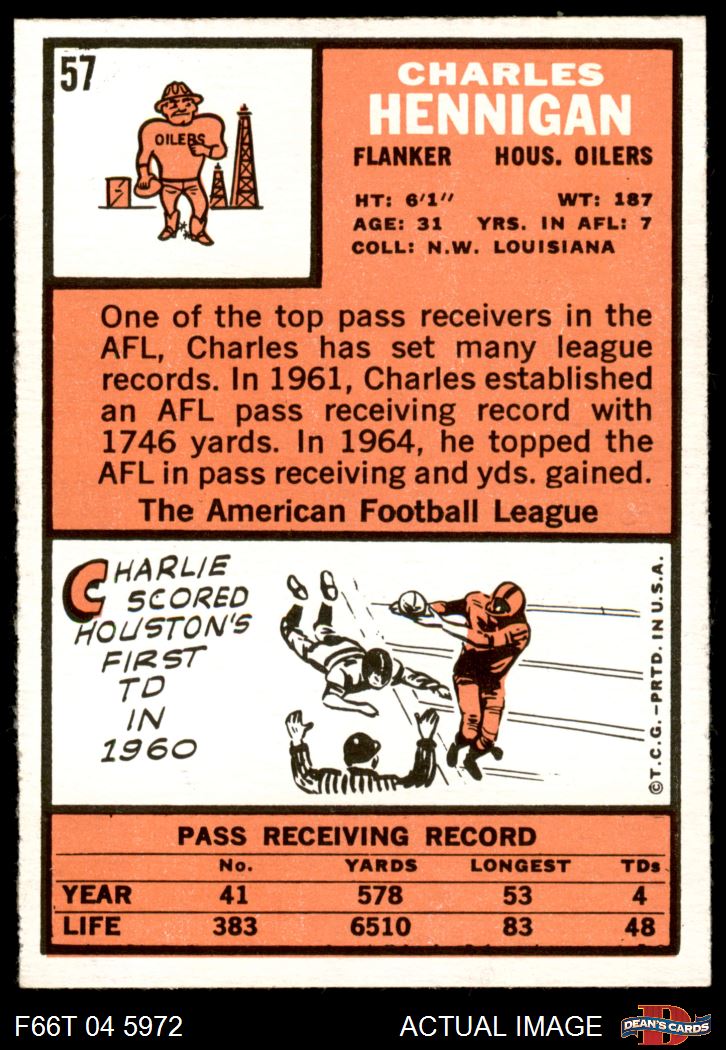 57
OILERS
CHARLES
HENNIGAN
FLANKER HOUS. OILERS
HT: 6'1" WT: 187
AGE: 31 YRS. IN AFL: 7
COLL: N.W. LOUISIANA
One of the top pass receivers in the
AFL, Charles has set many league
records. In 1961, Charles established
an AFL pass receiving record with
1746 yards. In 1964, he topped the
AFL in pass receiving and yds. gained.
The American Football League
CHARLIE
SCORED
HOUSTON'S
FIRST
TD
IN
1960
©T.C.G.–PRTD. IN U.S.A.
PASS RECEIVING RECORD
No. YARDS LONGEST TDs
YEAR 41 578 53 4
LIFE 383 6510 83 48
F66T 04 5972 ACTUAL IMAGE
D
DEAN'S CARDS